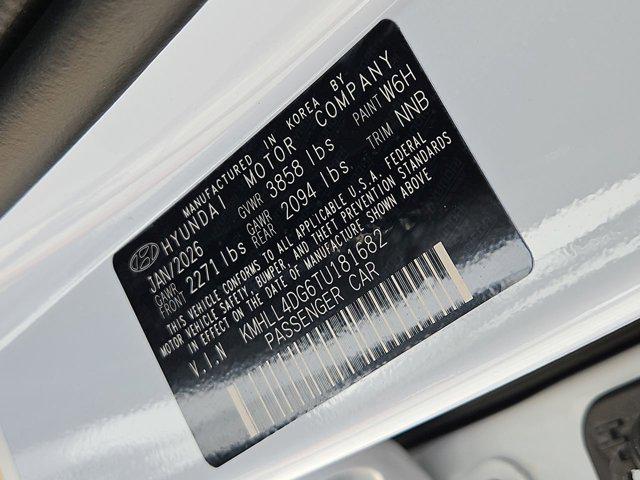 MANUFACTURED IN KOREA BY
HYUNDAI MOTOR COMPANY
JAN/2026 GVWR 3858 lbs PAINT W6H
GAWR FRONT 2271 lbs GAWR REAR 2094 lbs. TRIM NNB
THIS VEHICLE CONFORMS TO ALL APPLICABLE U.S.A. FEDERAL
MOTOR VEHICLE SAFETY, BUMPER, AND THEFT PREVENTION STANDARDS
IN EFFECT ON THE DATE OF MANUFACTURE SHOWN ABOVE
V.I.N KMHLL4DG6TU181682
PASSENGER CAR